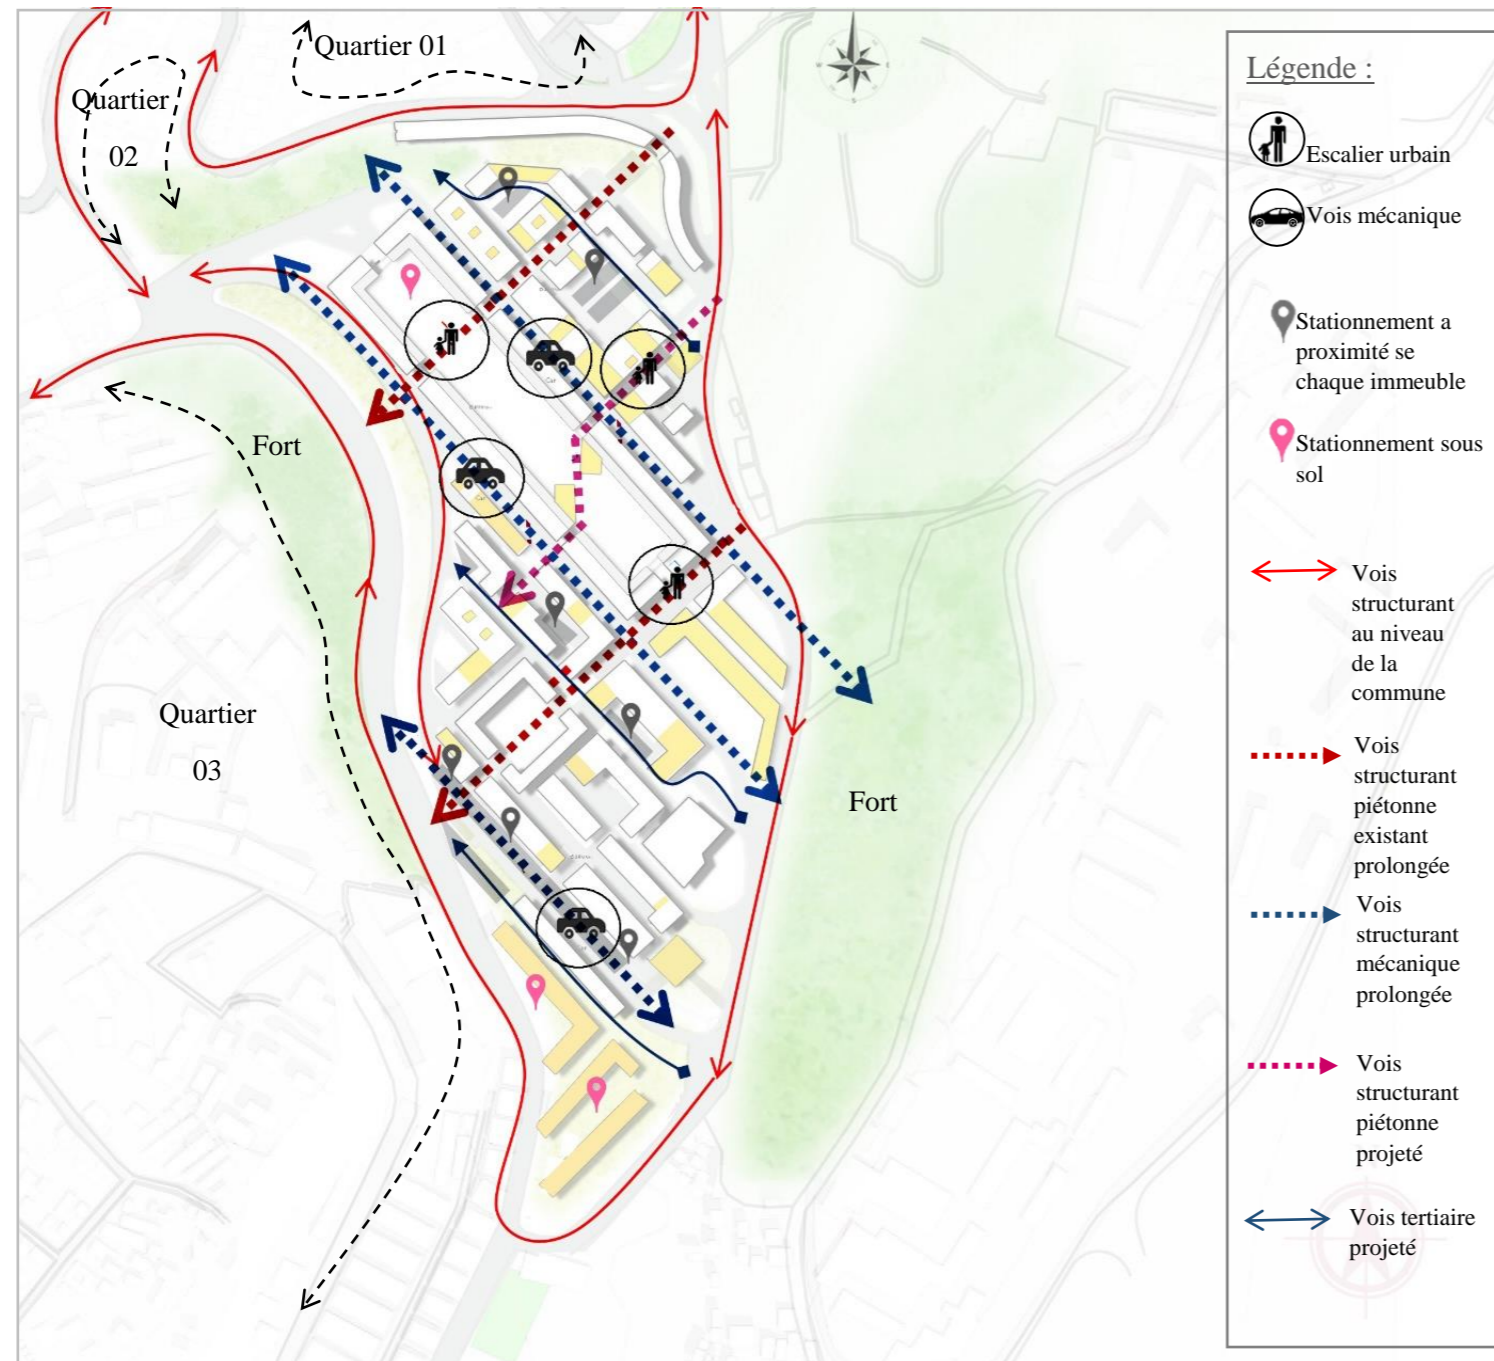 Quartier 01
Quartier
02
Fort
Quartier
03
Fort
Légende :
Escalier urbain
Vois mécanique
Stationnement a
proximité se
chaque immeuble
Stationnement sous
sol
Vois
structurant
au niveau
de la
commune
Vois
structurant
piétonne
existant
prolongée
Vois
structurant
mécanique
prolongée
Vois
structurant
piétonne
projeté
Vois tertiaire
projeté